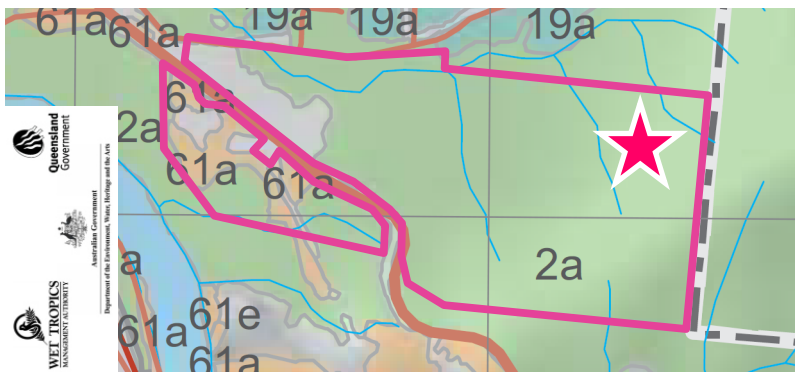 61a
61a
19a
19a
19a
61a
2a
61a
61a
2a
a
61a
61e
61a
Queensland
Government
Australian Government
Department of the Environment, Water, Heritage and the Arts
WET TROPICS
MANAGEMENT AUTHORITY